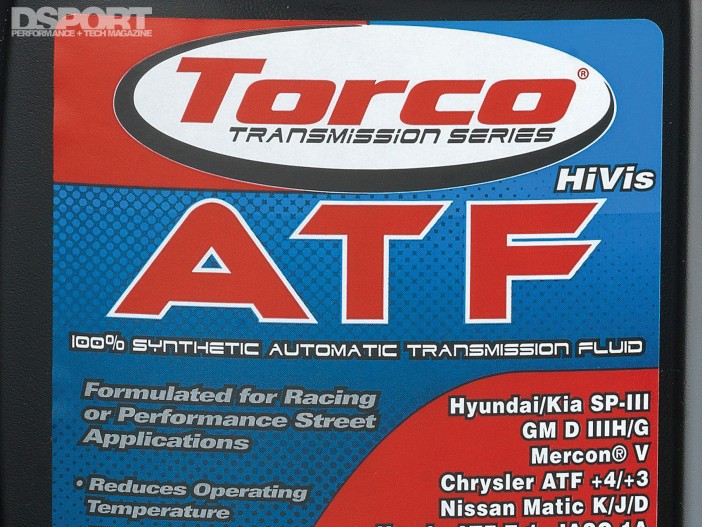 DSPORT
PERFORMANCE + TECH MAGAZINE
Torco®
TRANSMISSION SERIES
HiVis
ATF
100% SYNTHETIC AUTOMATIC TRANSMISSION FLUID
Formulated for Racing
or Performance Street
Applications
• Reduces Operating
Temperature
Hyundai/Kia SP-III
GM D IIIH/G
Mercon® V
Chrysler ATF +4/+3
Nissan Matic K/J/D